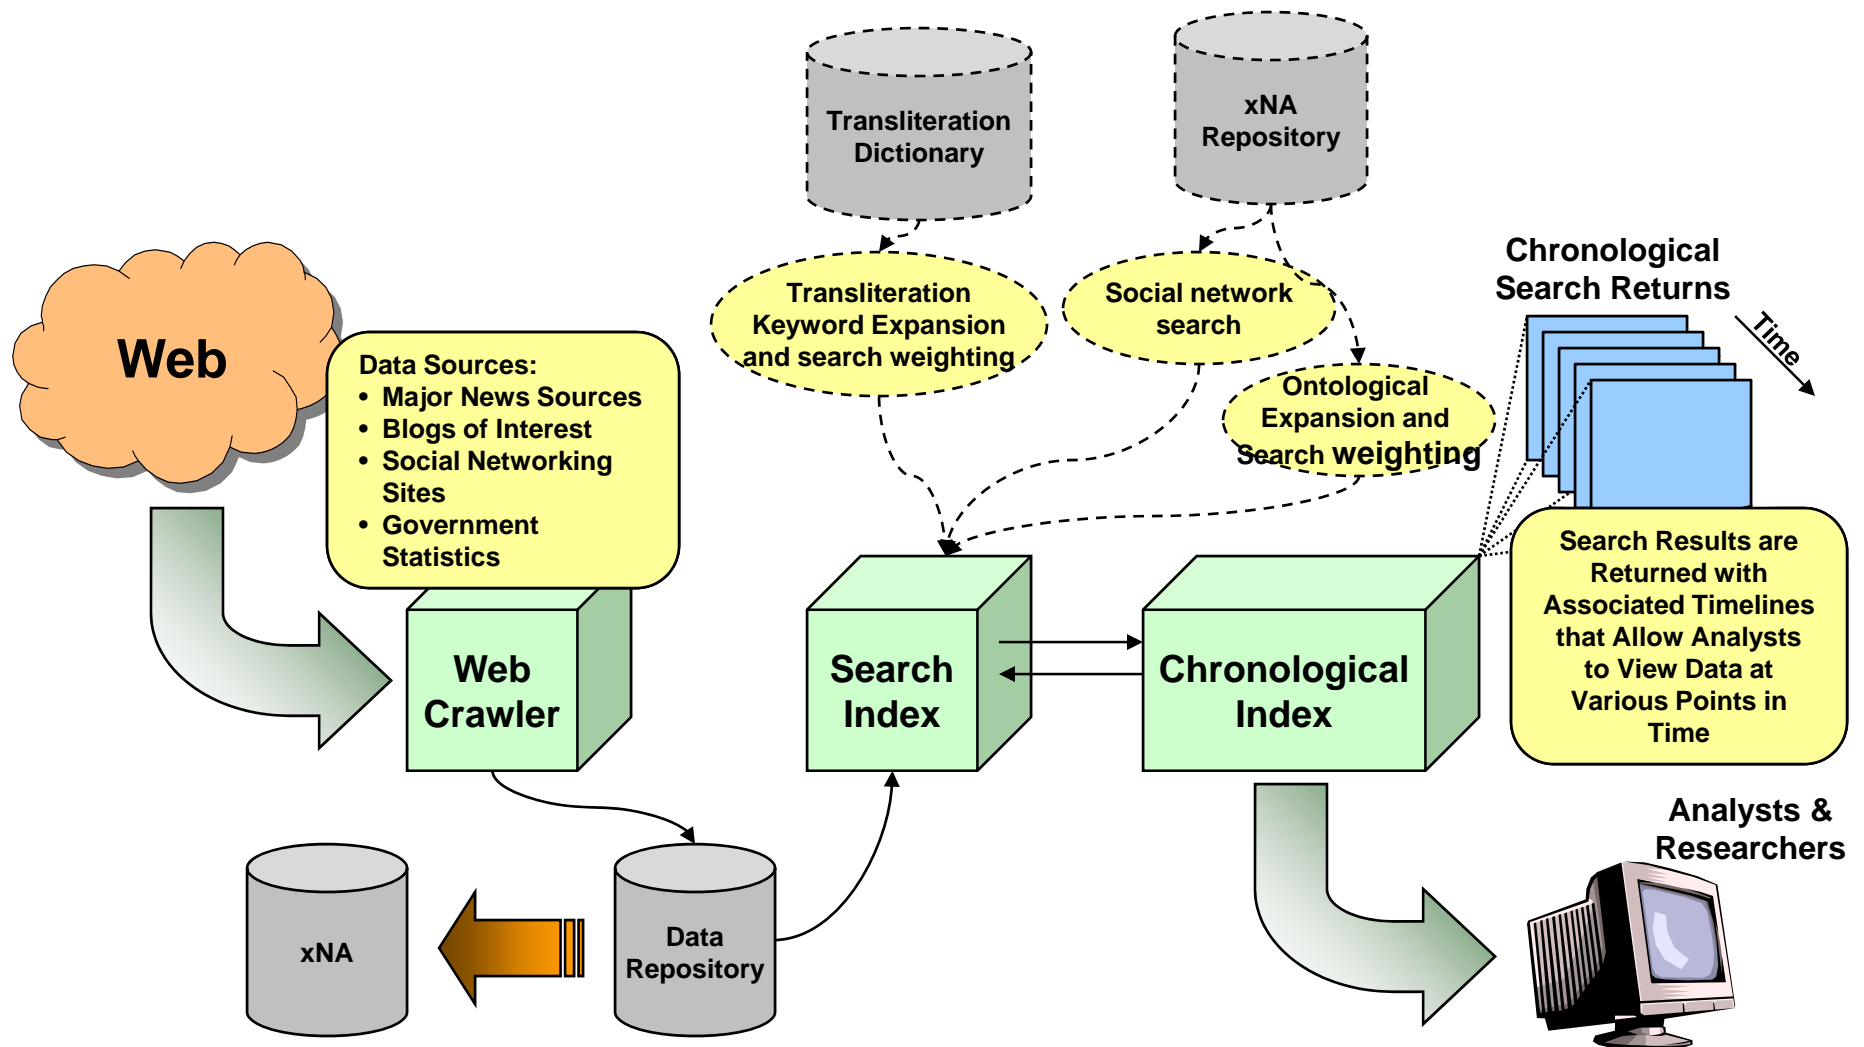 Transliteration
Dictionary
xNA
Repository
Transliteration
Keyword Expansion
and search weighting
Social network
search
Ontological
Expansion and
Search weighting
Chronological
Search Returns
Time
Web
Data Sources:
• Major News Sources
• Blogs of Interest
• Social Networking
Sites
• Government
Statistics
Search Results are
Returned with
Associated Timelines
that Allow Analysts
to View Data at
Various Points in
Time
Web
Crawler
Search
Index
Chronological
Index
Analysts &
Researchers
xNA
Data
Repository